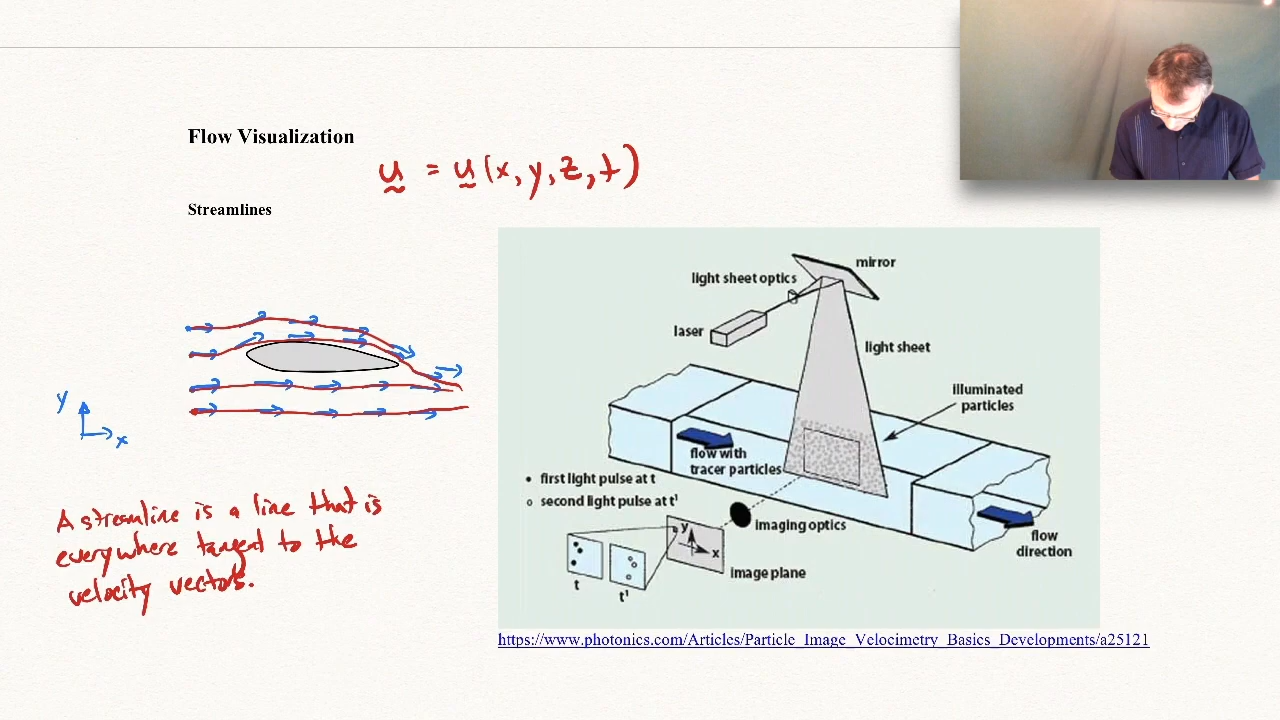 Flow Visualization
u = u(x, y, z, t)
Streamlines
mirror
light sheet optics
laser
light sheet
illuminated
particles
flow with
tracer particles
• first light pulse at t
o second light pulse at t¹
imaging optics
y
x
flow
direction
image plane
t
t¹
y
x
A streamline is a line that is
everywhere tangent to the
velocity vectors.
https://www.photonics.com/Articles/Particle_Image_Velocimetry_Basics_Developments/a25121